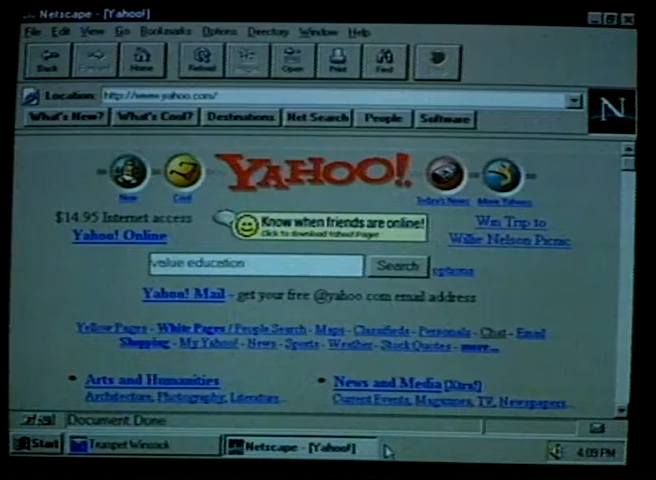 Netscape - [Yahoo!]
File Edit View Go Bookmarks Options Directory Window Help
Back Forward Home Reload Open Print Find
Location: http://www.yahoo.com/
N
What's New? What's Cool? Destinations Net Search People Software
YAHOO!
New Cool Today's News More Yahoos
$14.95 Internet access
Yahoo! Online
Know when friends are online!
Click to download Yahoo! Pager
Win Trip to
Willie Nelson Picnic
value education Search options
Yahoo! Mail - get your free @yahoo.com email address
Yellow Pages - White Pages / People Search - Maps - Classifieds - Personals - Chat - Email
Shopping - My Yahoo! - News - Sports - Weather - Stock Quotes - more...
• Arts and Humanities
Architecture, Photography, Literature...
• News and Media [Xtra!]
Current Events, Magazines, TV, Newspapers...
Document Done
Start Trumpet Winsock Netscape - [Yahoo!] 4:09 PM